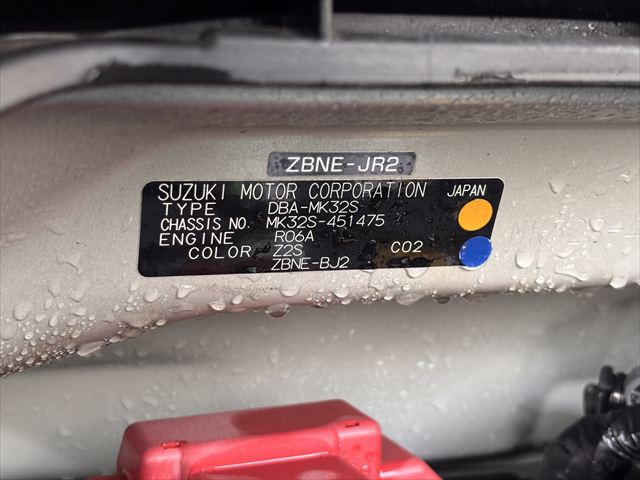 ZBNE-JR2
SUZUKI MOTOR CORPORATION JAPAN
TYPE DBA-MK32S
CHASSIS NO. MK32S-451475
ENGINE R06A
COLOR Z2S C02
ZBNE-BJ2